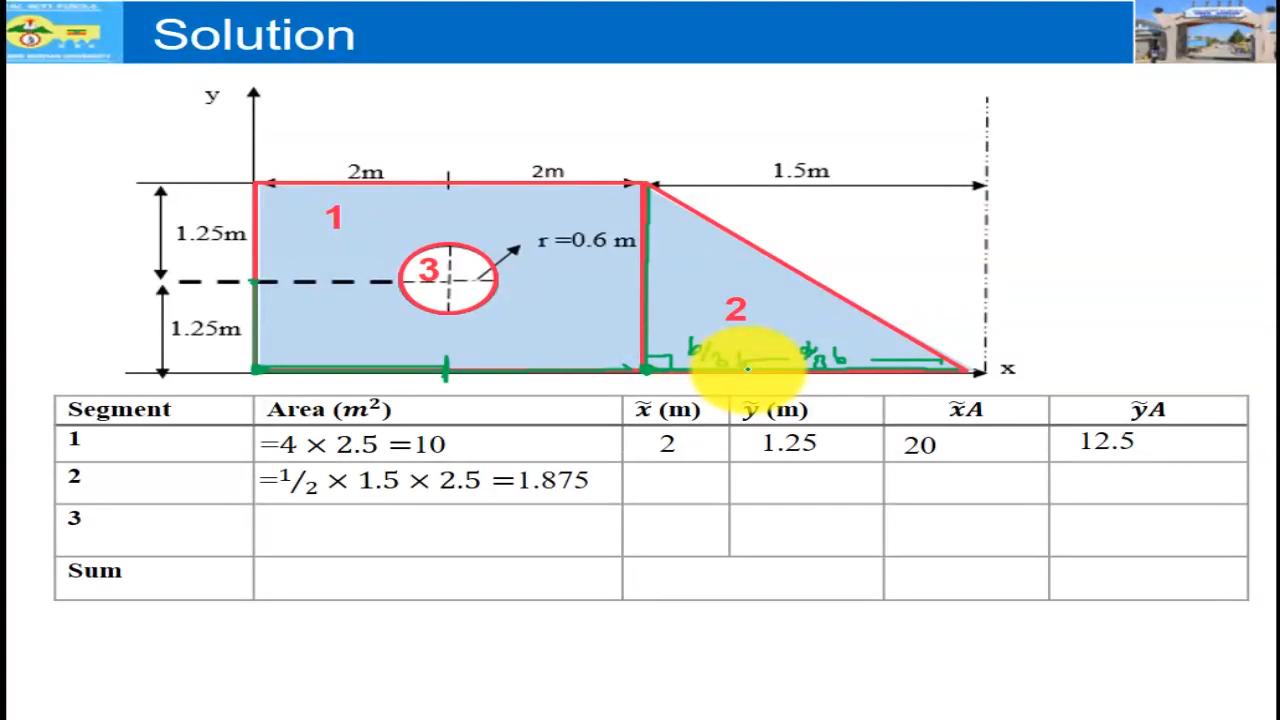 Solution
y
2m 2m 1.5m
1
1.25m
r =0.6 m
3
2
1.25m
b/3
x
Segment Area (𝑚²) x̃ (m) ỹ (m) x̃A ỹA
1 =4 × 2.5 =10 2 1.25 20 12.5
2 =¹/₂ × 1.5 × 2.5 =1.875
3
Sum